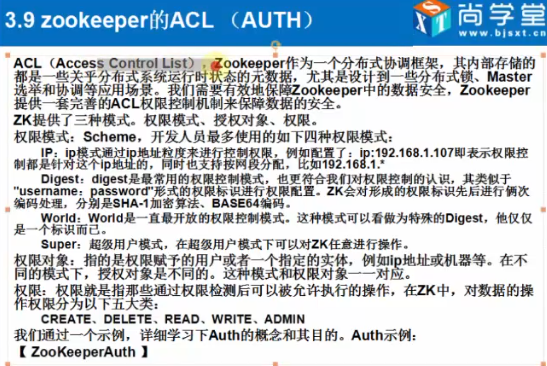 3.9 zookeeper的ACL （AUTH）
尚学堂
www.bjsxt.com
ACL（Access Control List），Zookeeper作为一个分布式协调框架，其内部存储的
都是一些关乎分布式系统运行时状态的元数据，尤其是设计到一些分布式锁、Master
选举和协调等应用场景。我们需要有效地保障Zookeeper中的数据安全，Zookeeper
提供一套完善的ACL权限控制机制来保障数据的安全。
ZK提供了三种模式。权限模式、授权对象、权限。
权限模式：Scheme，开发人员最多使用的如下四种权限模式：
IP：ip模式通过ip地址粒度来进行控制权限，例如配置了：ip:192.168.1.107即表示权限控
制都是针对这个ip地址的，同时也支持按网段分配，比如192.168.1.*
Digest：digest是最常用的权限控制模式，也更符合我们对权限控制的认识，其类似于
"username：password"形式的权限标识进行权限配置。ZK会对形成的权限标识先后进行俩次
编码处理，分别是SHA-1加密算法、BASE64编码。
World：World是一直最开放的权限控制模式。这种模式可以看做为特殊的Digest，他仅仅
是一个标识而已。
Super：超级用户模式，在超级用户模式下可以对ZK任意进行操作。
权限对象：指的是权限赋予的用户或者一个指定的实体，例如ip地址或机器等。在不
同的模式下，授权对象是不同的。这种模式和权限对象一一对应。
权限：权限就是指那些通过权限检测后可以被允许执行的操作，在ZK中，对数据的操
作权限分为以下五大类：
CREATE、DELETE、READ、WRITE、ADMIN
我们通过一个示例，详细学习下Auth的概念和其目的。Auth示例：
【 ZooKeeperAuth 】